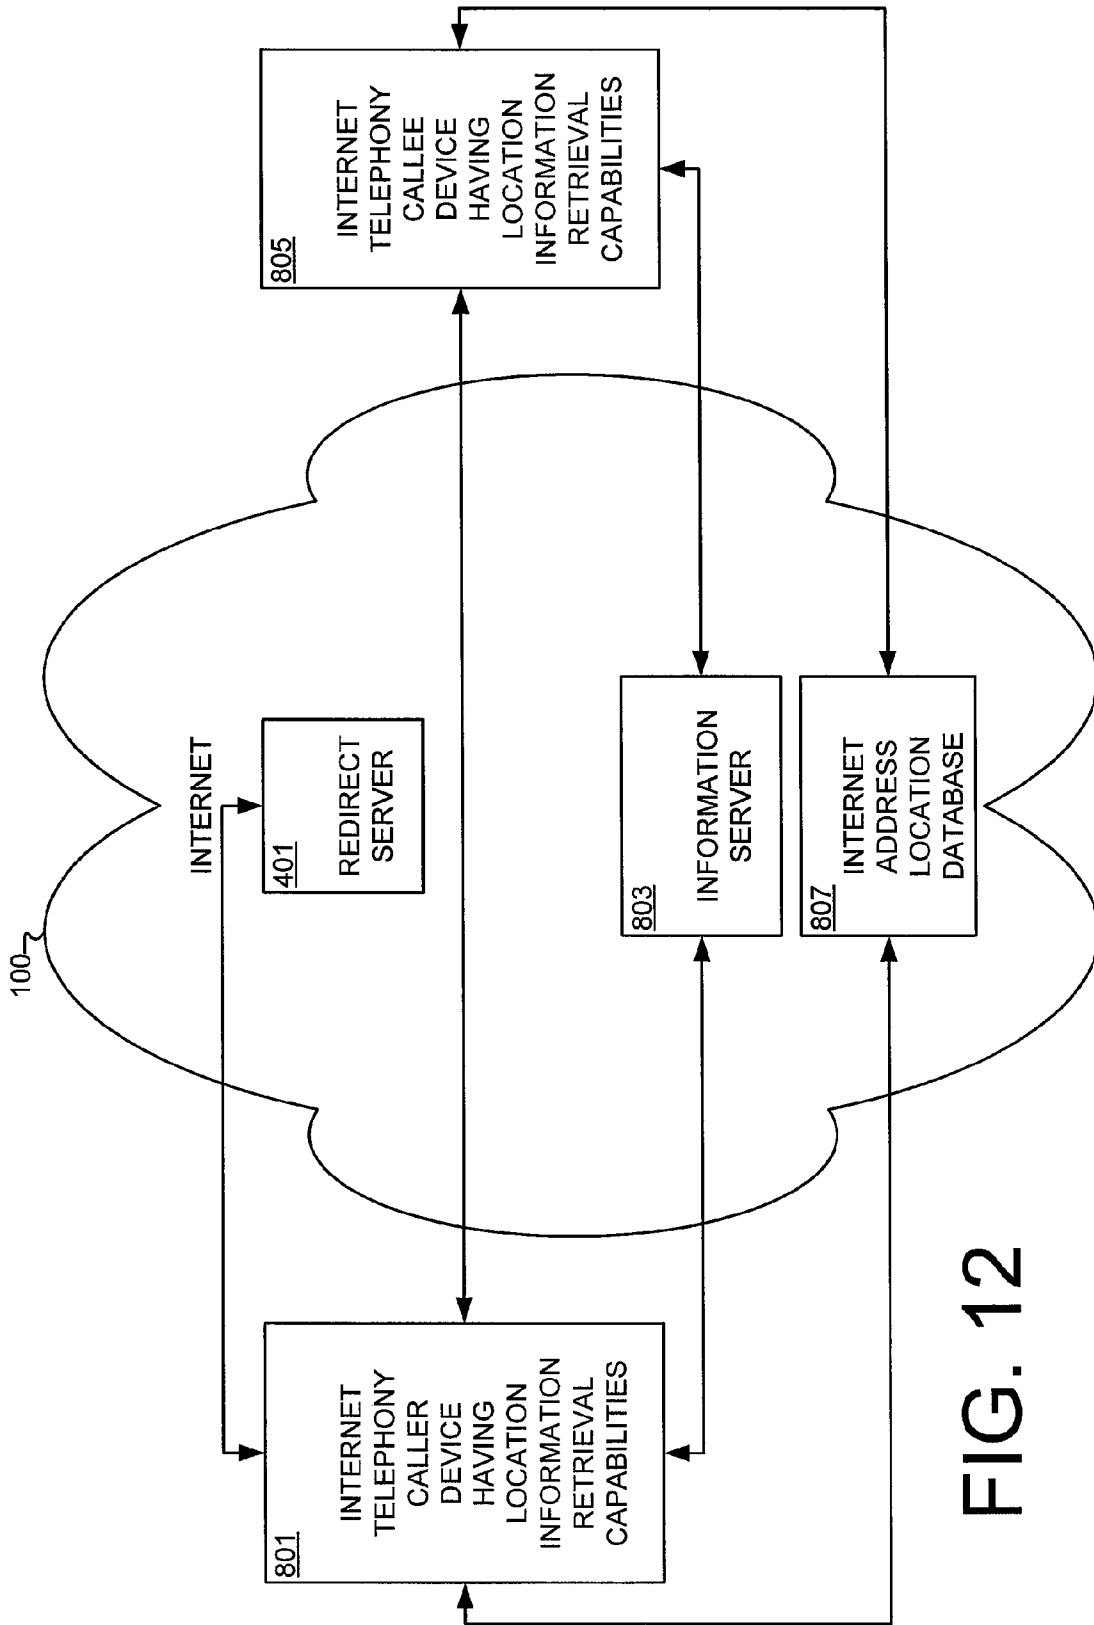 100
INTERNET
401
REDIRECT
SERVER
801
INTERNET
TELEPHONY
CALLER
DEVICE
HAVING
LOCATION
INFORMATION
RETRIEVAL
CAPABILITIES
805
INTERNET
TELEPHONY
CALLEE
DEVICE
HAVING
LOCATION
INFORMATION
RETRIEVAL
CAPABILITIES
803
INFORMATION
SERVER
807
INTERNET
ADDRESS
LOCATION
DATABASE
FIG. 12